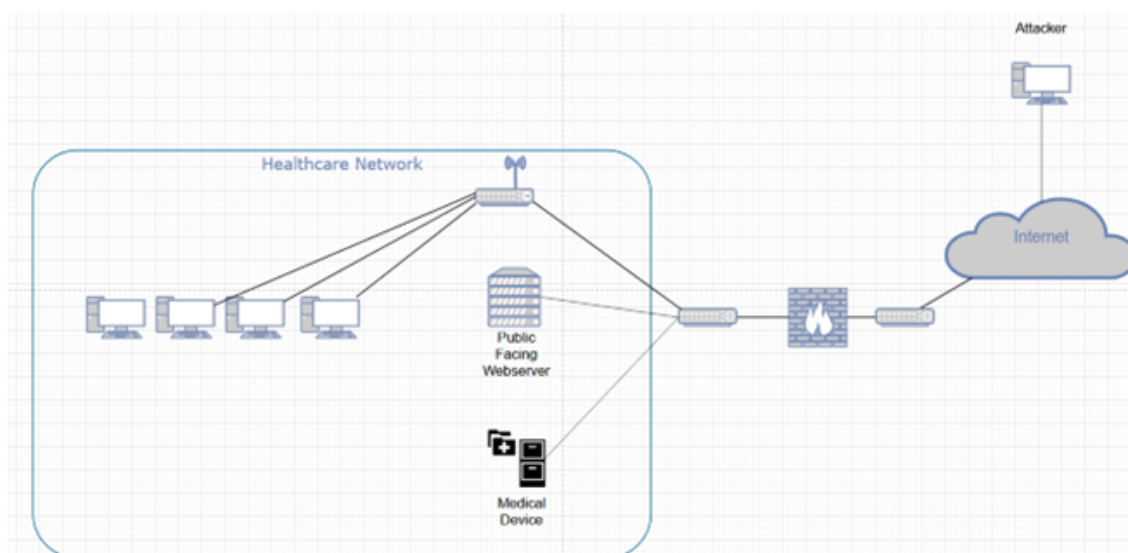 Attacker
Healthcare Network
Internet
Public
Facing
Webserver
Medical
Device